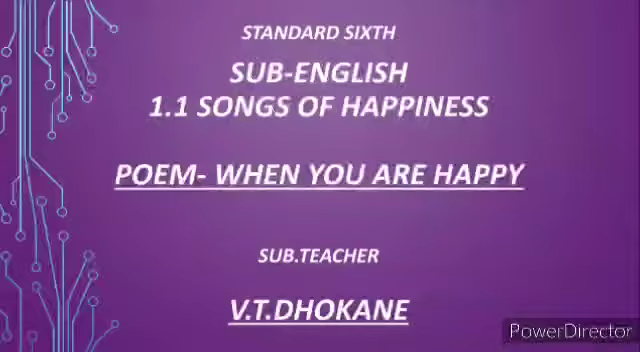 STANDARD SIXTH
SUB-ENGLISH
1.1 SONGS OF HAPPINESS
POEM- WHEN YOU ARE HAPPY
SUB.TEACHER
V.T.DHOKANE
PowerDirector